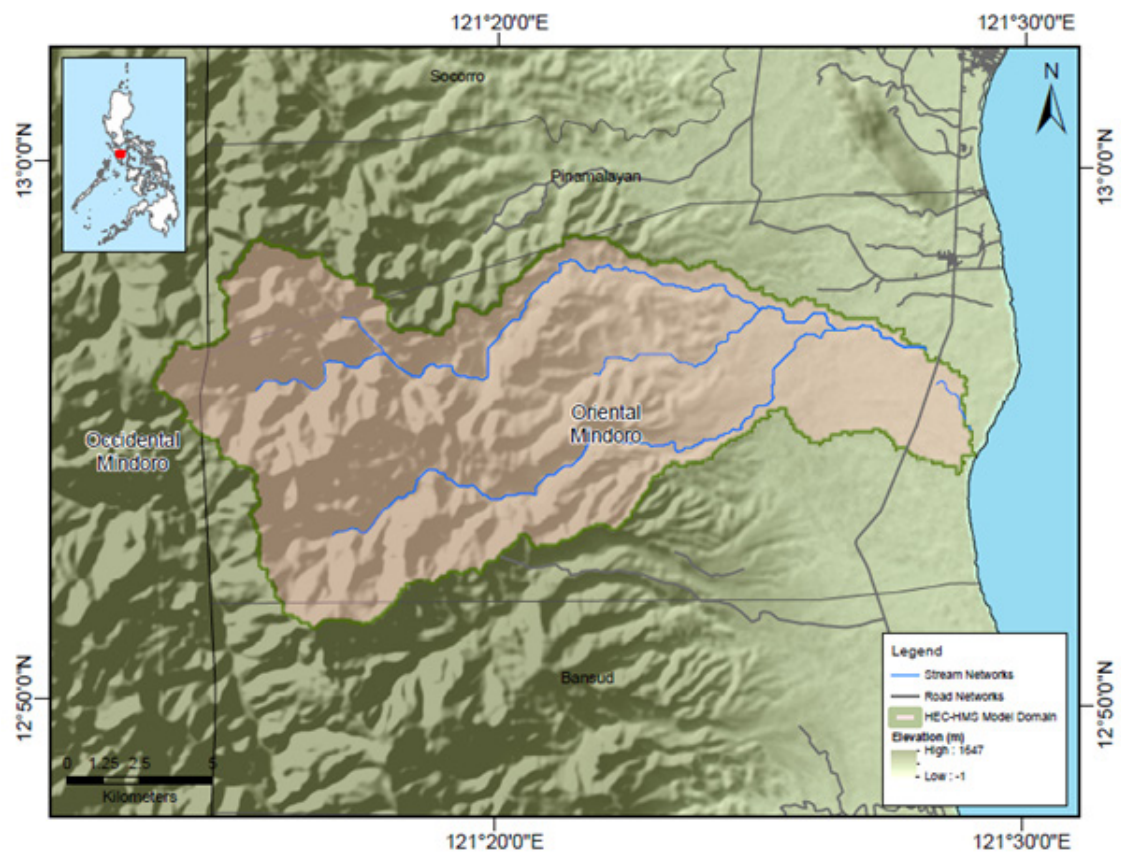 121°20'0"E
121°30'0"E
Socorro
N
13°0'0"N
13°0'0"N
Pinamalayan
Oriental
Mindoro
Occidental
Mindoro
Bansud
Legend
Stream Networks
Road Networks
HEC-HMS Model Domain
Elevation (m)
High : 1647
Low : -1
12°50'0"N
12°50'0"N
0 1.25 2.5 5
Kilometers
121°20'0"E
121°30'0"E